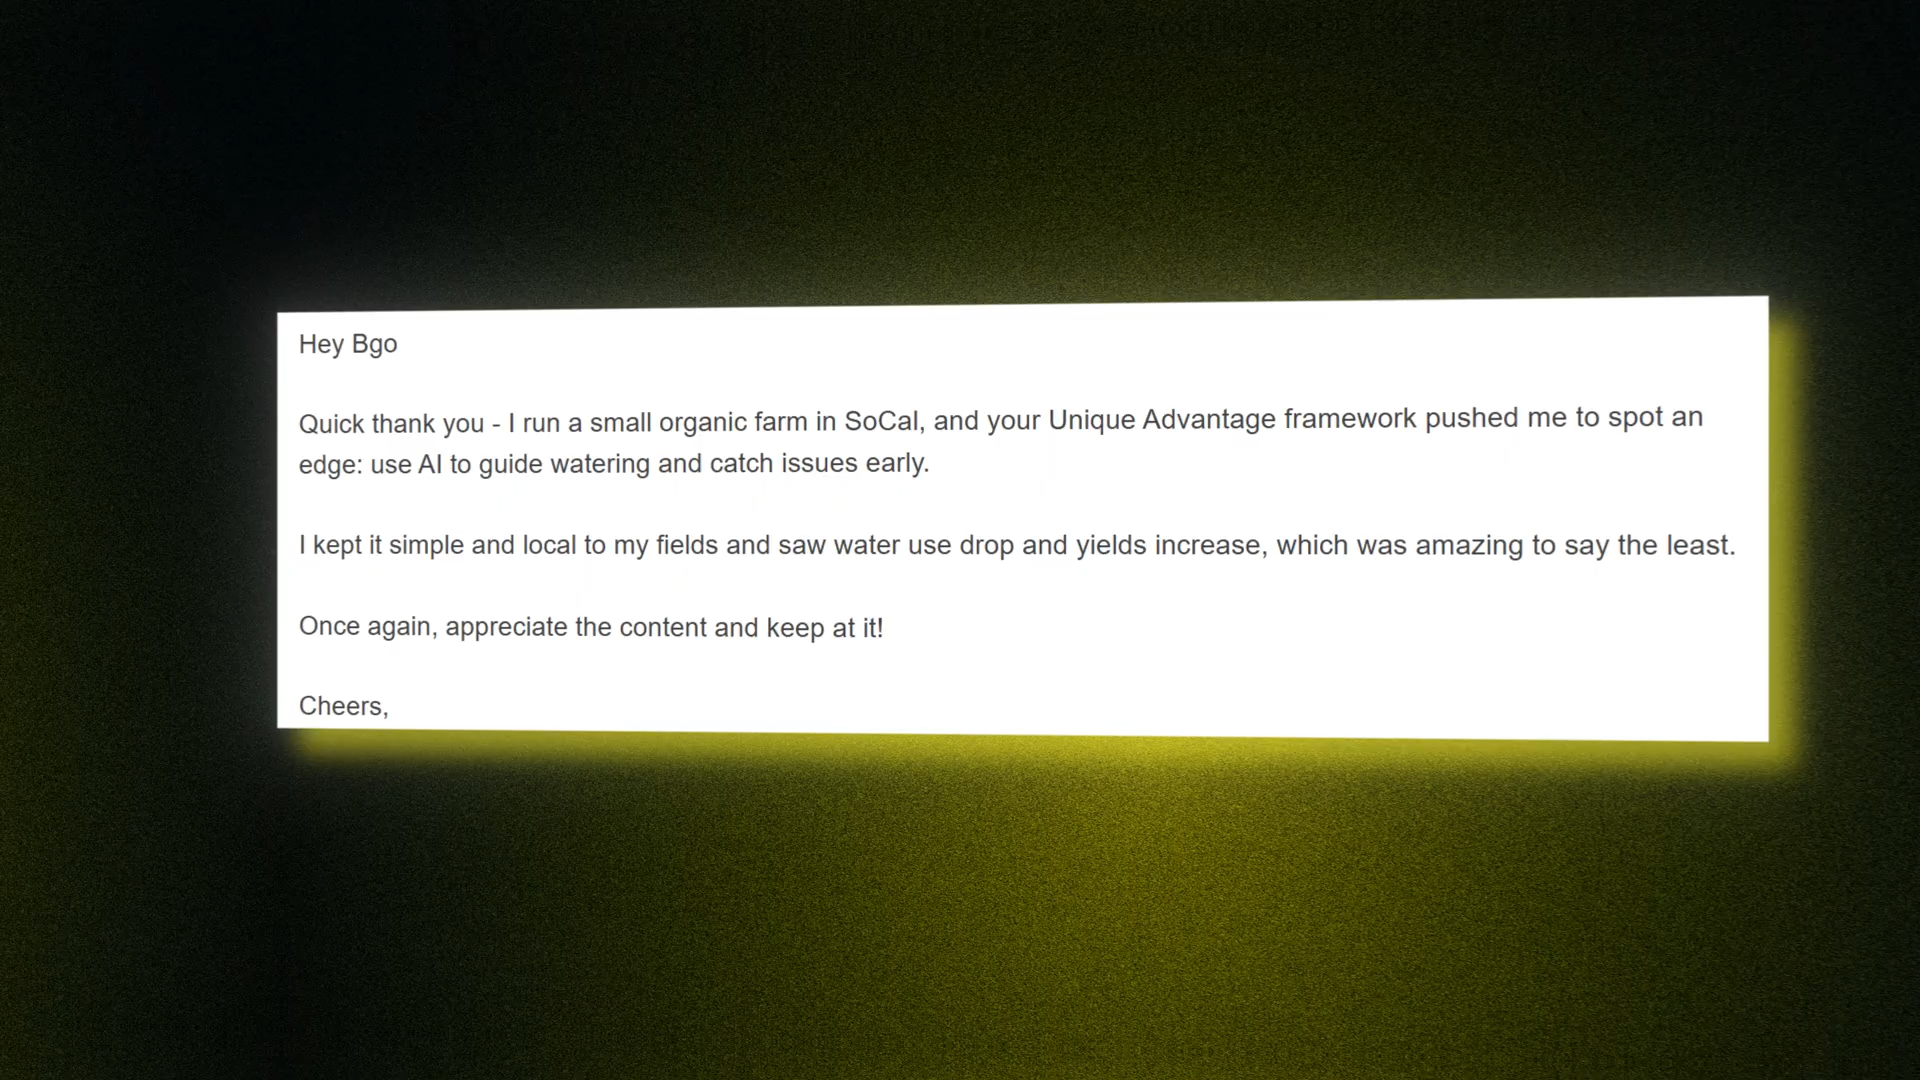 Hey Bgo
Quick thank you - I run a small organic farm in SoCal, and your Unique Advantage framework pushed me to spot an
edge: use AI to guide watering and catch issues early.
I kept it simple and local to my fields and saw water use drop and yields increase, which was amazing to say the least.
Once again, appreciate the content and keep at it!
Cheers,